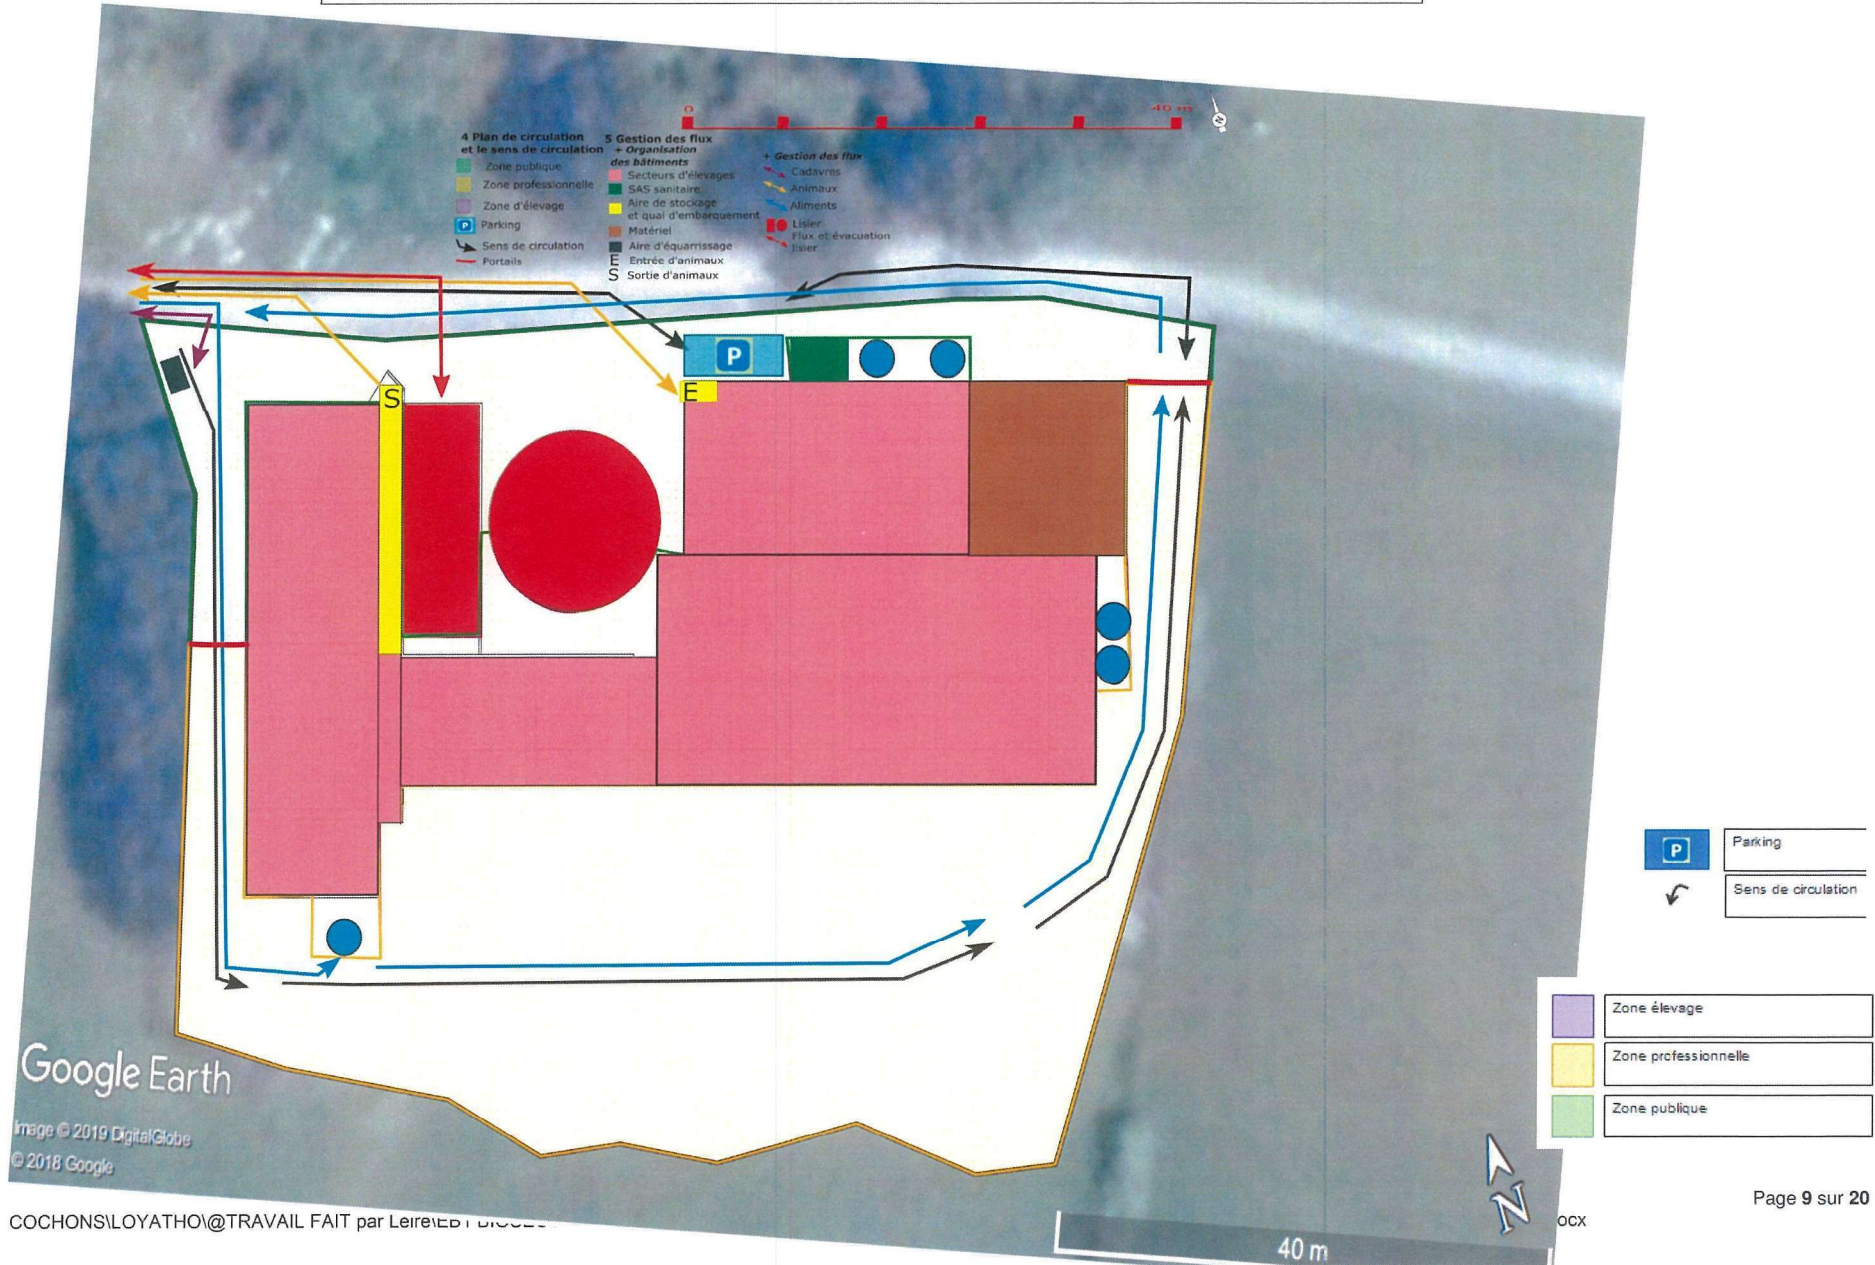 0 40 m
4 Plan de circulation
et le sens de circulation
Zone publique
Zone professionnelle
Zone d'élevage
P Parking
Sens de circulation
Portails
5 Gestion des flux
+ Organisation
des bâtiments
Secteurs d'élevages
SAS sanitaire
Aire de stockage
et quai d'embarquement
Matériel
Aire d'équarrissage
E Entrée d'animaux
S Sortie d'animaux
+ Gestion des flux
Cadavres
Animaux
Aliments
Lisier
Flux et évacuation
lisier
N
P
S
E
P Parking
Sens de circulation
Zone élevage
Zone professionnelle
Zone publique
Google Earth
Image © 2019 DigitalGlobe
© 2018 Google
N
40 m
Page 9 sur 20
COCHONS\LOYATHO\@TRAVAIL FAIT par Leire\ ocx